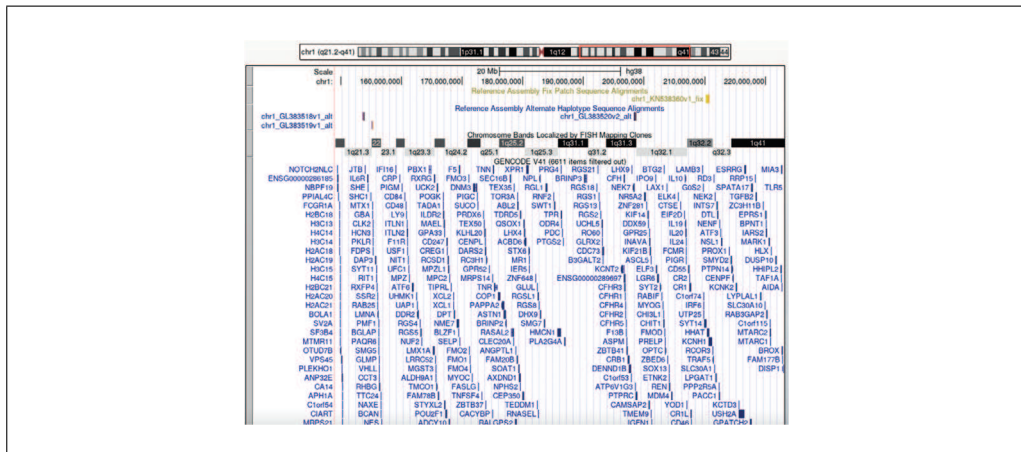 chr1 (q21.2-q41) 1p31.1 1q12 q41 43 44
Scale 20 Mb hg38
chr1: 160,000,000 170,000,000 180,000,000 190,000,000 200,000,000 210,000,000 220,000,000
Reference Assembly Fix Patch Sequence Alignments
chr1_KN538360v1_fix
Reference Assembly Alternate Haplotype Sequence Alignments
chr1_GL383518v1_alt chr1_GL383520v2_alt
chr1_GL383519v1_alt
Chromosome Bands Localized by FISH Mapping Clones
22 1q25.2 1q31.1 1q31.3 1q32.2 1q41
1q21.3 23.1 1q23.3 1q24.2 q25.1 q25.3 1q31.2 1q32.1 q32.3
GENCODE V41 (6611 items filtered out)
NOTCH2NLC JTB IFI16 PBX1 F5 TNN XPR1 PRG4 RGS21 LHX9 BTG2 LAMB3 ESRRG MIA3
ENSG00000286185 IL6R CRP RXRG FMO3 SEC16B NPL BRINP3 CFH IPO9 IL10 RD3 RRP15
NBPF19 SHE PIGM UCK2 DNM3 TEX35 RGL1 RGS18 NEK7 LAX1 G0S2 SPATA17 TLR5
PPIAL4C SHC1 CD84 POGK PIGC TOR3A RNF2 RGS1 NR5A2 ELK4 NEK2 TGFB2
FCGR1A MTX1 CD48 TADA1 SUCO ABL2 SWT1 RGS13 ZNF281 CTSE INTS7 ZC3H11B
H2BC18 GBA LY9 ILDR2 PRDX6 TDRD5 TPR RGS2 KIF14 EIF2D DTL EPRS1
H3C13 CLK2 ITLN1 MAEL TEX50 QSOX1 ODR4 UCHL5 DDX59 IL19 NENF BPNT1
H4C14 HCN3 ITLN2 GPA33 KLHL20 LHX4 PDC RO60 GPR25 IL20 ATF3 IARS2
H3C14 PKLR F11R CD247 CENPL ACBD6 PTGS2 GLRX2 INAVA IL24 NSL1 MARK1
H2AC18 FDPS USF1 CREG1 DARS2 STX6 CDC73 KIF21B FCMR PROX1 HLX
H2AC19 DAP3 NIT1 RCSD1 RC3H1 MR1 B3GALT2 ASCL5 PIGR SMYD2 DUSP10
H3C15 SYT11 UFC1 MPZL1 GPR52 IER5 KCNT2 ELF3 CD55 PTPN14 HHIPL2
H4C15 RIT1 MPZ MPC2 MRPS14 ZNF648 ENSG00000289697 LGR6 CR2 CENPF TAF1A
H2BC21 RXFP4 ATF6 TIPRL TNR GLUL CFHR3 SYT2 CR1 KCNK2 AIDA
H2AC20 SSR2 UHMK1 XCL2 COP1 RGSL1 CFHR1 RABIF C1orf74 LYPLAL1
H2AC21 RAB25 UAP1 XCL1 PAPPA2 RGS8 CFHR4 MYOG IRF6 SLC30A10
BOLA1 LMNA DDR2 DPT ASTN1 DHX9 CFHR2 CHI3L1 UTP25 RAB3GAP2
SV2A PMF1 RGS4 NME7 BRINP2 SMG7 CFHR5 CHIT1 SYT14 C1orf115
SF3B4 BGLAP RGS5 BLZF1 RASAL2 HMCN1 F13B FMOD HHAT MTARC2
MTMR11 PAQR6 NUF2 SELP CLEC20A PLA2G4A ASPM PRELP KCNH1 MTARC1
OTUD7B SMG5 LMX1A FMO2 ANGPTL1 ZBTB41 OPTC RCOR3 BROX
VPS45 GLMP LRRC52 FMO1 FAM20B CRB1 ZBED6 TRAF5 FAM177B
PLEKHO1 VHLL MGST3 FMO4 SOAT1 DENND1B SOX13 SLC30A1 DISP1
ANP32E CCT3 ALDH9A1 MYOC AXDND1 C1orf53 ETNK2 LPGAT1
CA14 RHBG TMCO1 FASLG NPHS2 ATP6V1G3 REN PPP2R5A
APH1A TTC24 FAM78B TNFSF4 CEP350 PTPRC MDM4 PACC1
C1orf54 NAXE STYXL2 ZBTB37 TEDDM1 CAMSAP2 YOD1 KCTD3
CIART BCAN POU2F1 CACYBP RNASEL TMEM9 CR1L USH2A
MRPS21 NES ADCY10 RALGPS2 IGFN1 CD46 GPATCH2